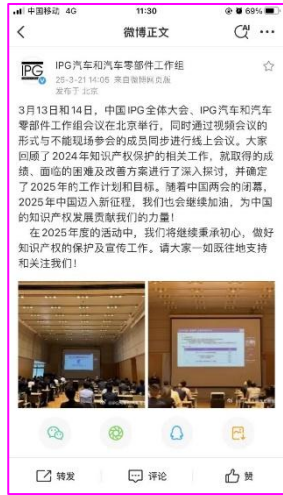 中国移动 4G 11:30 69%
微博正文
IPG
IPG汽车和汽车零部件工作组
25-3-21 14:05 来自微博网页版
发布于 北京
3月13日和14日，中国IPG全体大会、IPG汽车和汽车
零部件工作组会议在北京举行，同时通过视频会议的
形式与不能现场参会的成员同步进行线上会议。大家
回顾了2024年知识产权保护的相关工作，就取得的成
绩、面临的困难及改善方案进行了深入探讨，并确定
了2025年的工作计划和目标。随着中国两会的闭幕，
2025年中国迈入新征程，我们也会继续加油，为中国
的知识产权发展贡献我们的力量！
在2025年度的活动中，我们将继续秉承初心，做好
知识产权的保护及宣传工作。请大家一如既往地支持
和关注我们！
转发 评论 赞